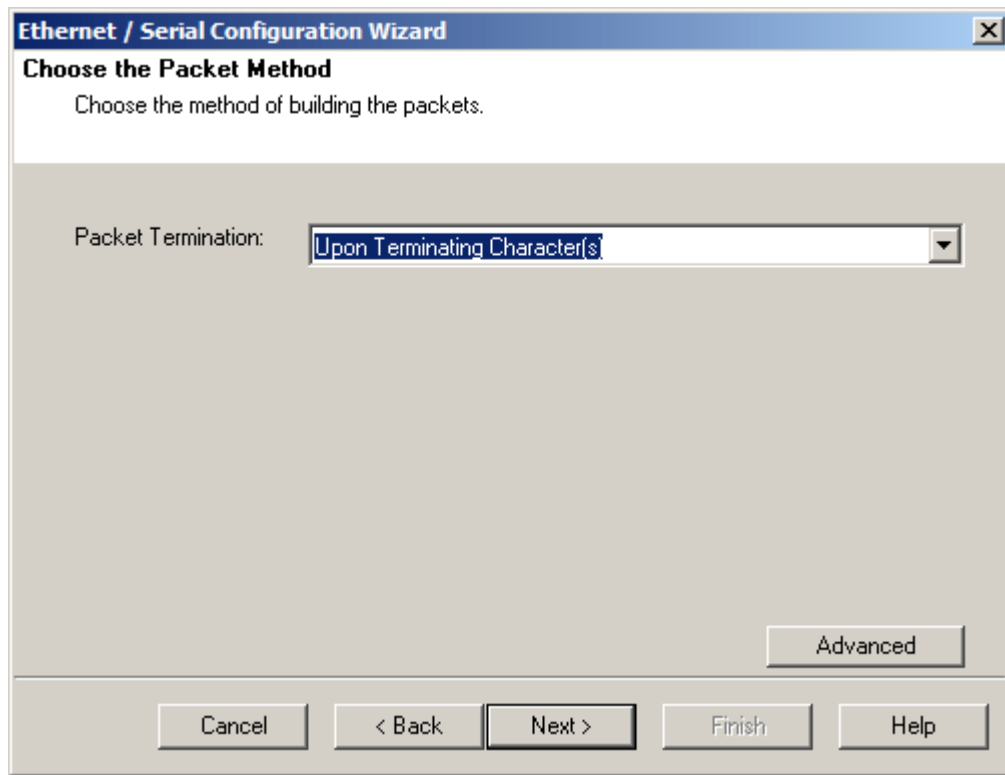 Ethernet / Serial Configuration Wizard
Choose the Packet Method
Choose the method of building the packets.
Packet Termination: Upon Terminating Character(s)
Advanced
Cancel < Back Next > Finish Help